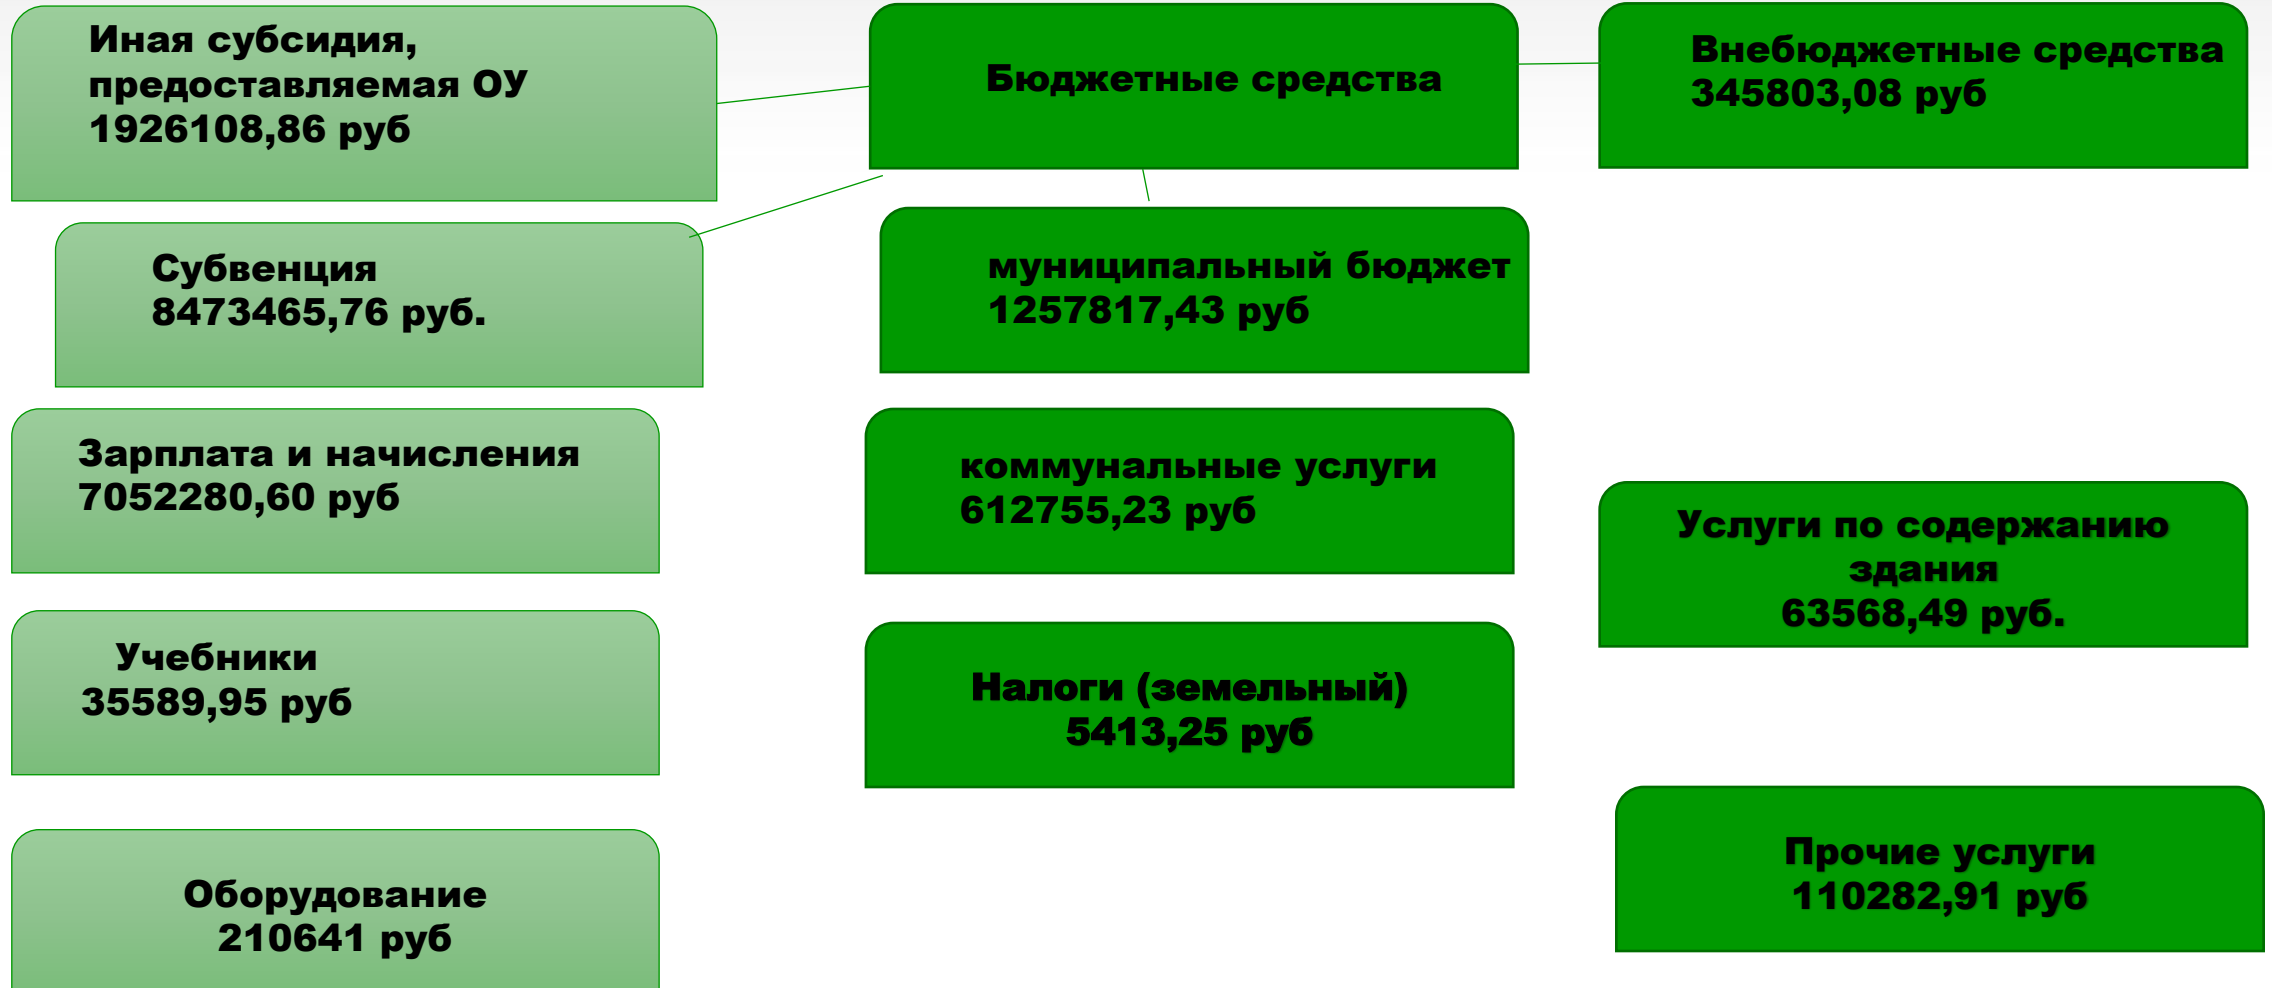 Иная субсидия,
предоставляемая ОУ
1926108,86 руб
Бюджетные средства
Внебюджетные средства
345803,08 руб
Субвенция
8473465,76 руб.
муниципальный бюджет
1257817,43 руб
Зарплата и начисления
7052280,60 руб
коммунальные услуги
612755,23 руб
Услуги по содержанию
здания
63568,49 руб.
Учебники
35589,95 руб
Налоги (земельный)
5413,25 руб
Оборудование
210641 руб
Прочие услуги
110282,91 руб